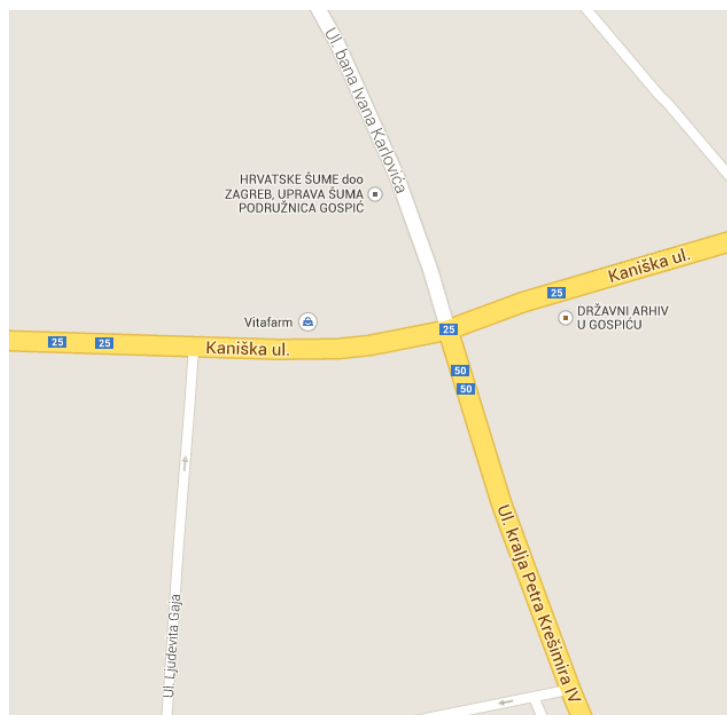 Ul. bana Ivana Karlovića
HRVATSKE ŠUME doo
ZAGREB, UPRAVA ŠUMA
PODRUŽNICA GOSPIĆ
Kaniška ul.
25
DRŽAVNI ARHIV
U GOSPIĆU
Vitafarm
25
25
25
Kaniška ul.
50
50
Ul. kralja Petra Krešimira IV
Ul. Ljudevita Gaja